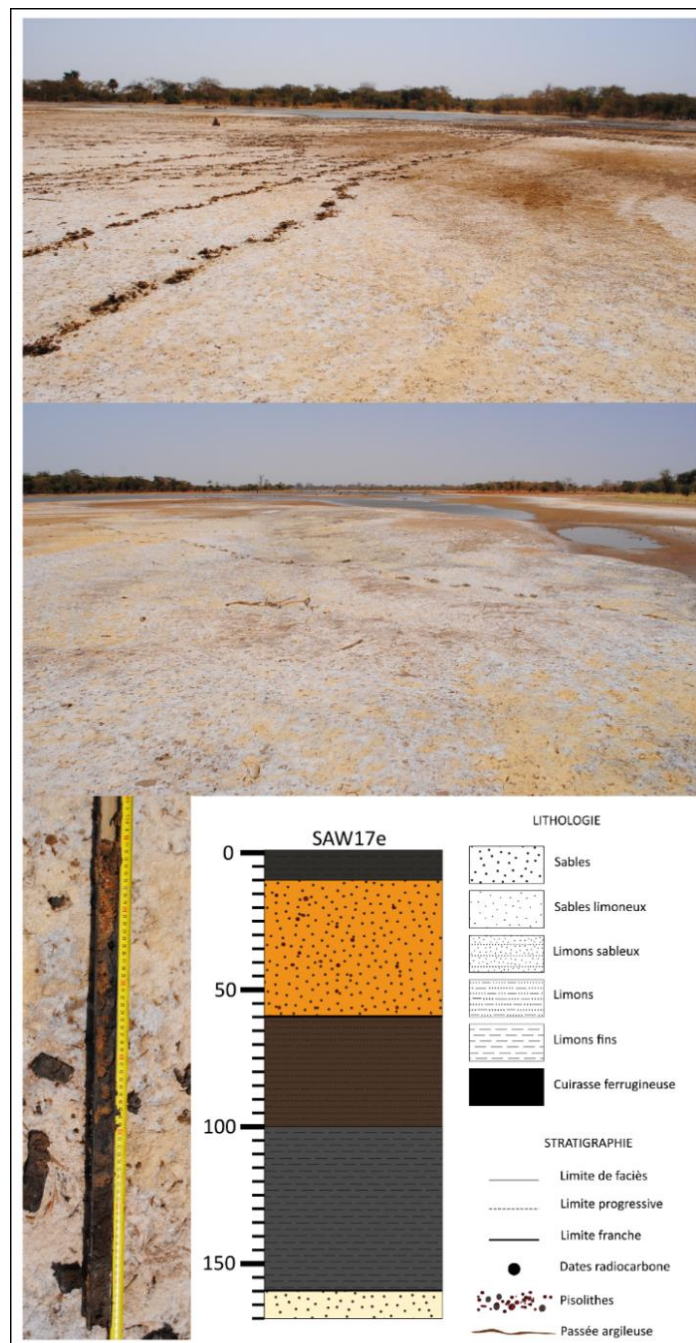 SAW17e
0
50
100
150
LITHOLOGIE
Sables
Sables limoneux
Limons sableux
Limons
Limons fins
Cuirasse ferrugineuse
STRATIGRAPHIE
Limite de faciès
Limite progressive
Limite franche
Dates radiocarbone
Pisolithes
Passée argileuse